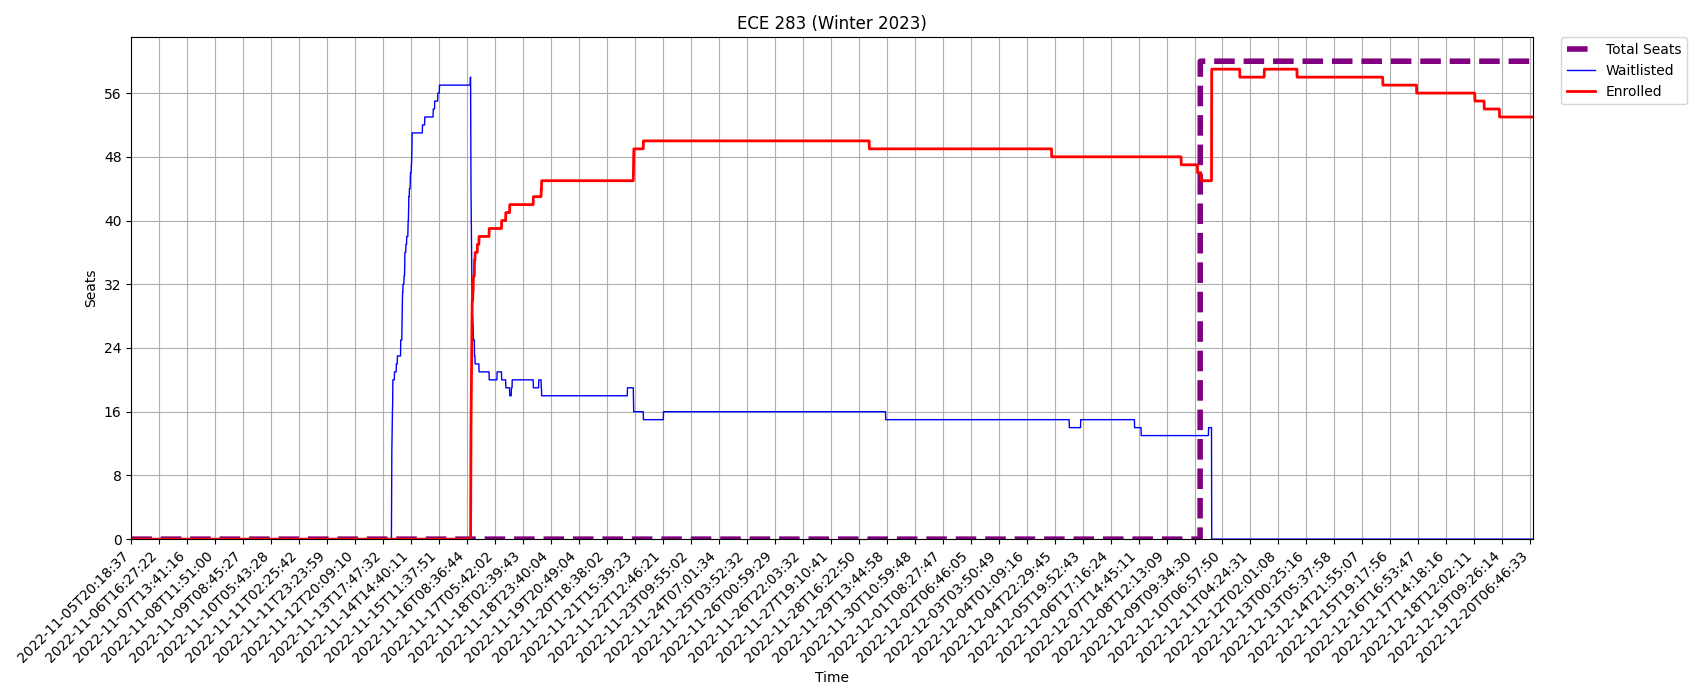 ECE 283 (Winter 2023)
Total Seats
Waitlisted
Enrolled
Seats
56
48
40
32
24
16
8
0
2022-11-05T20:18:37
2022-11-06T16:27:22
2022-11-07T13:41:16
2022-11-08T11:51:00
2022-11-09T08:45:27
2022-11-10T05:43:28
2022-11-11T02:25:42
2022-11-11T23:23:59
2022-11-12T20:09:10
2022-11-13T17:47:32
2022-11-14T14:40:11
2022-11-15T11:37:51
2022-11-16T08:36:44
2022-11-17T05:42:02
2022-11-18T02:39:43
2022-11-18T23:40:04
2022-11-19T20:49:04
2022-11-20T18:38:02
2022-11-21T15:39:23
2022-11-22T12:46:21
2022-11-23T09:55:02
2022-11-24T07:01:34
2022-11-25T03:52:32
2022-11-26T00:59:29
2022-11-26T22:03:32
2022-11-27T19:10:41
2022-11-28T16:22:50
2022-11-29T13:44:58
2022-11-30T10:59:48
2022-12-01T08:27:47
2022-12-02T06:46:05
2022-12-03T03:50:49
2022-12-04T01:09:16
2022-12-04T22:29:45
2022-12-05T19:52:43
2022-12-06T17:16:24
2022-12-07T14:45:11
2022-12-08T12:13:09
2022-12-09T09:34:30
2022-12-10T06:57:50
2022-12-11T04:24:31
2022-12-12T02:01:08
2022-12-13T00:25:16
2022-12-13T15:37:58
2022-12-14T21:55:07
2022-12-15T19:17:56
2022-12-16T16:53:47
2022-12-17T14:18:16
2022-12-18T12:02:11
2022-12-19T09:26:14
2022-12-20T06:46:33
Time